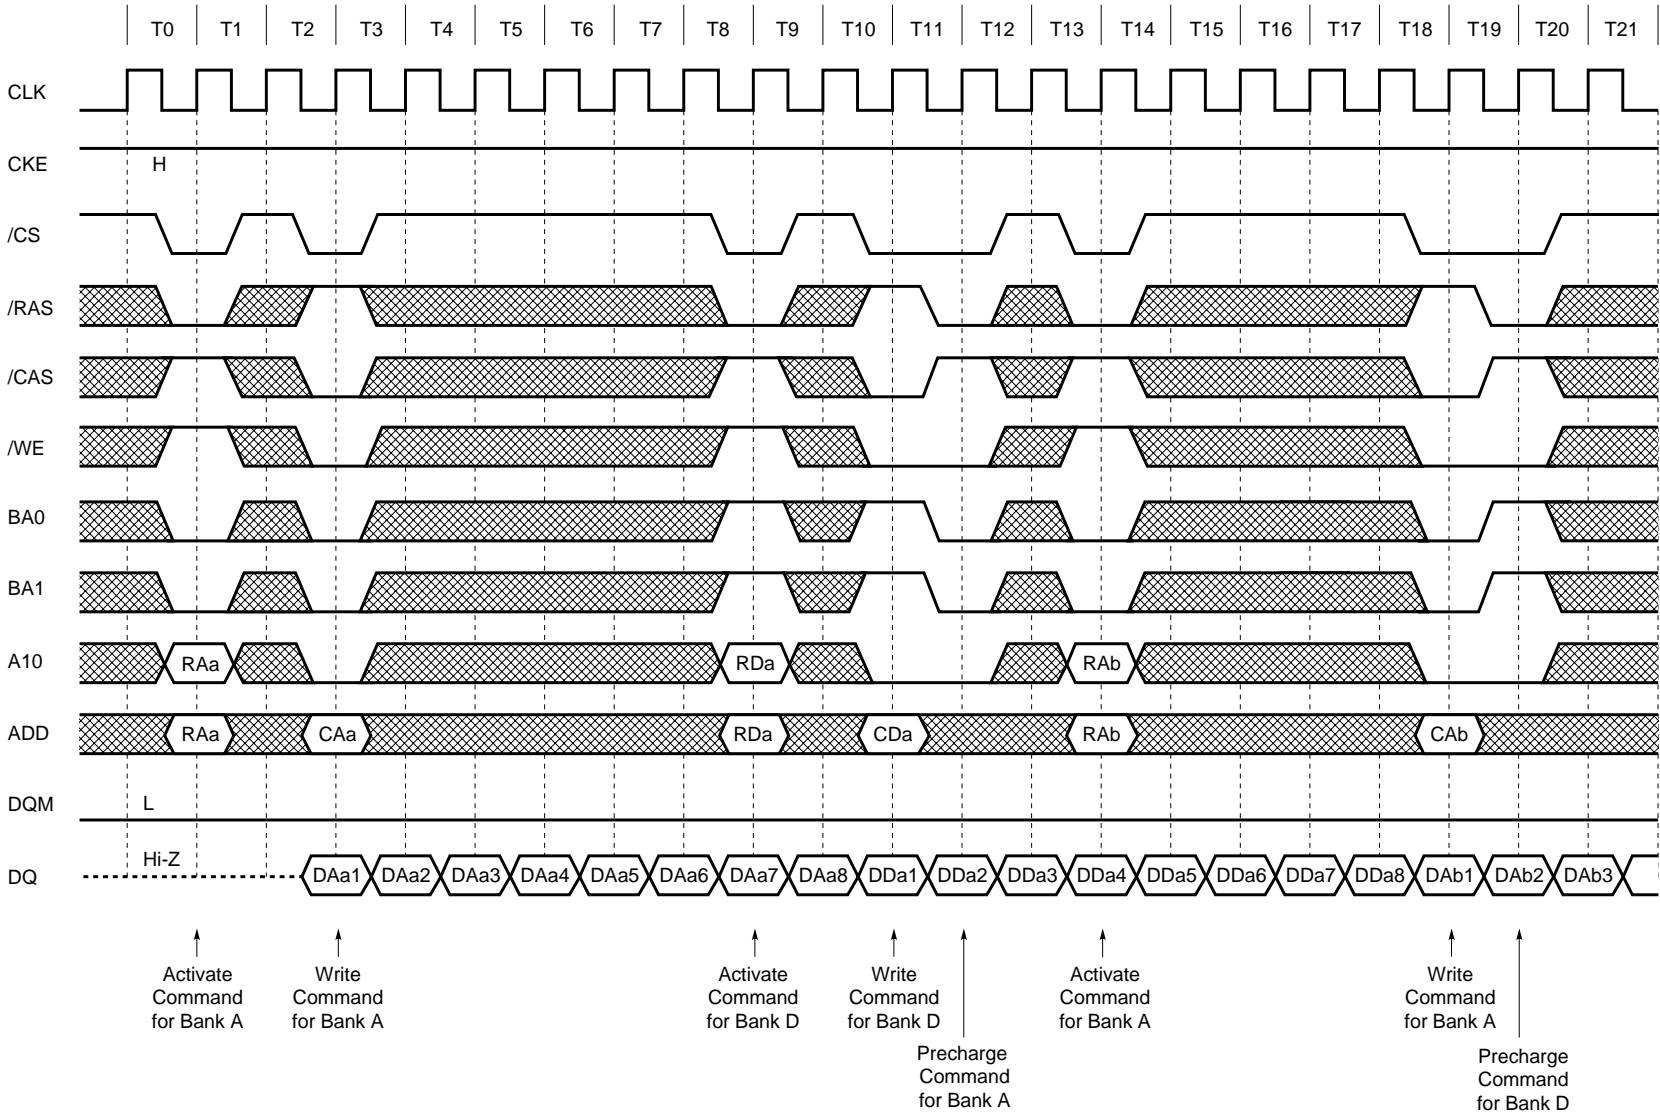 T0 T1 T2 T3 T4 T5 T6 T7 T8 T9 T10 T11 T12 T13 T14 T15 T16 T17 T18 T19 T20 T21
CLK
CKE H
/CS
/RAS
/CAS
/WE
BA0
BA1
A10 RAa RDa RAb
ADD RAa CAa RDa CDa RAb CAb
DQM L
Hi-Z
DQ DAa1 DAa2 DAa3 DAa4 DAa5 DAa6 DAa7 DAa8 DDa1 DDa2 DDa3 DDa4 DDa5 DDa6 DDa7 DDa8 DAb1 DAb2 DAb3
Activate
Command
for Bank A
Write
Command
for Bank A
Activate
Command
for Bank D
Write
Command
for Bank D
Precharge
Command
for Bank A
Activate
Command
for Bank A
Write
Command
for Bank A
Precharge
Command
for Bank D